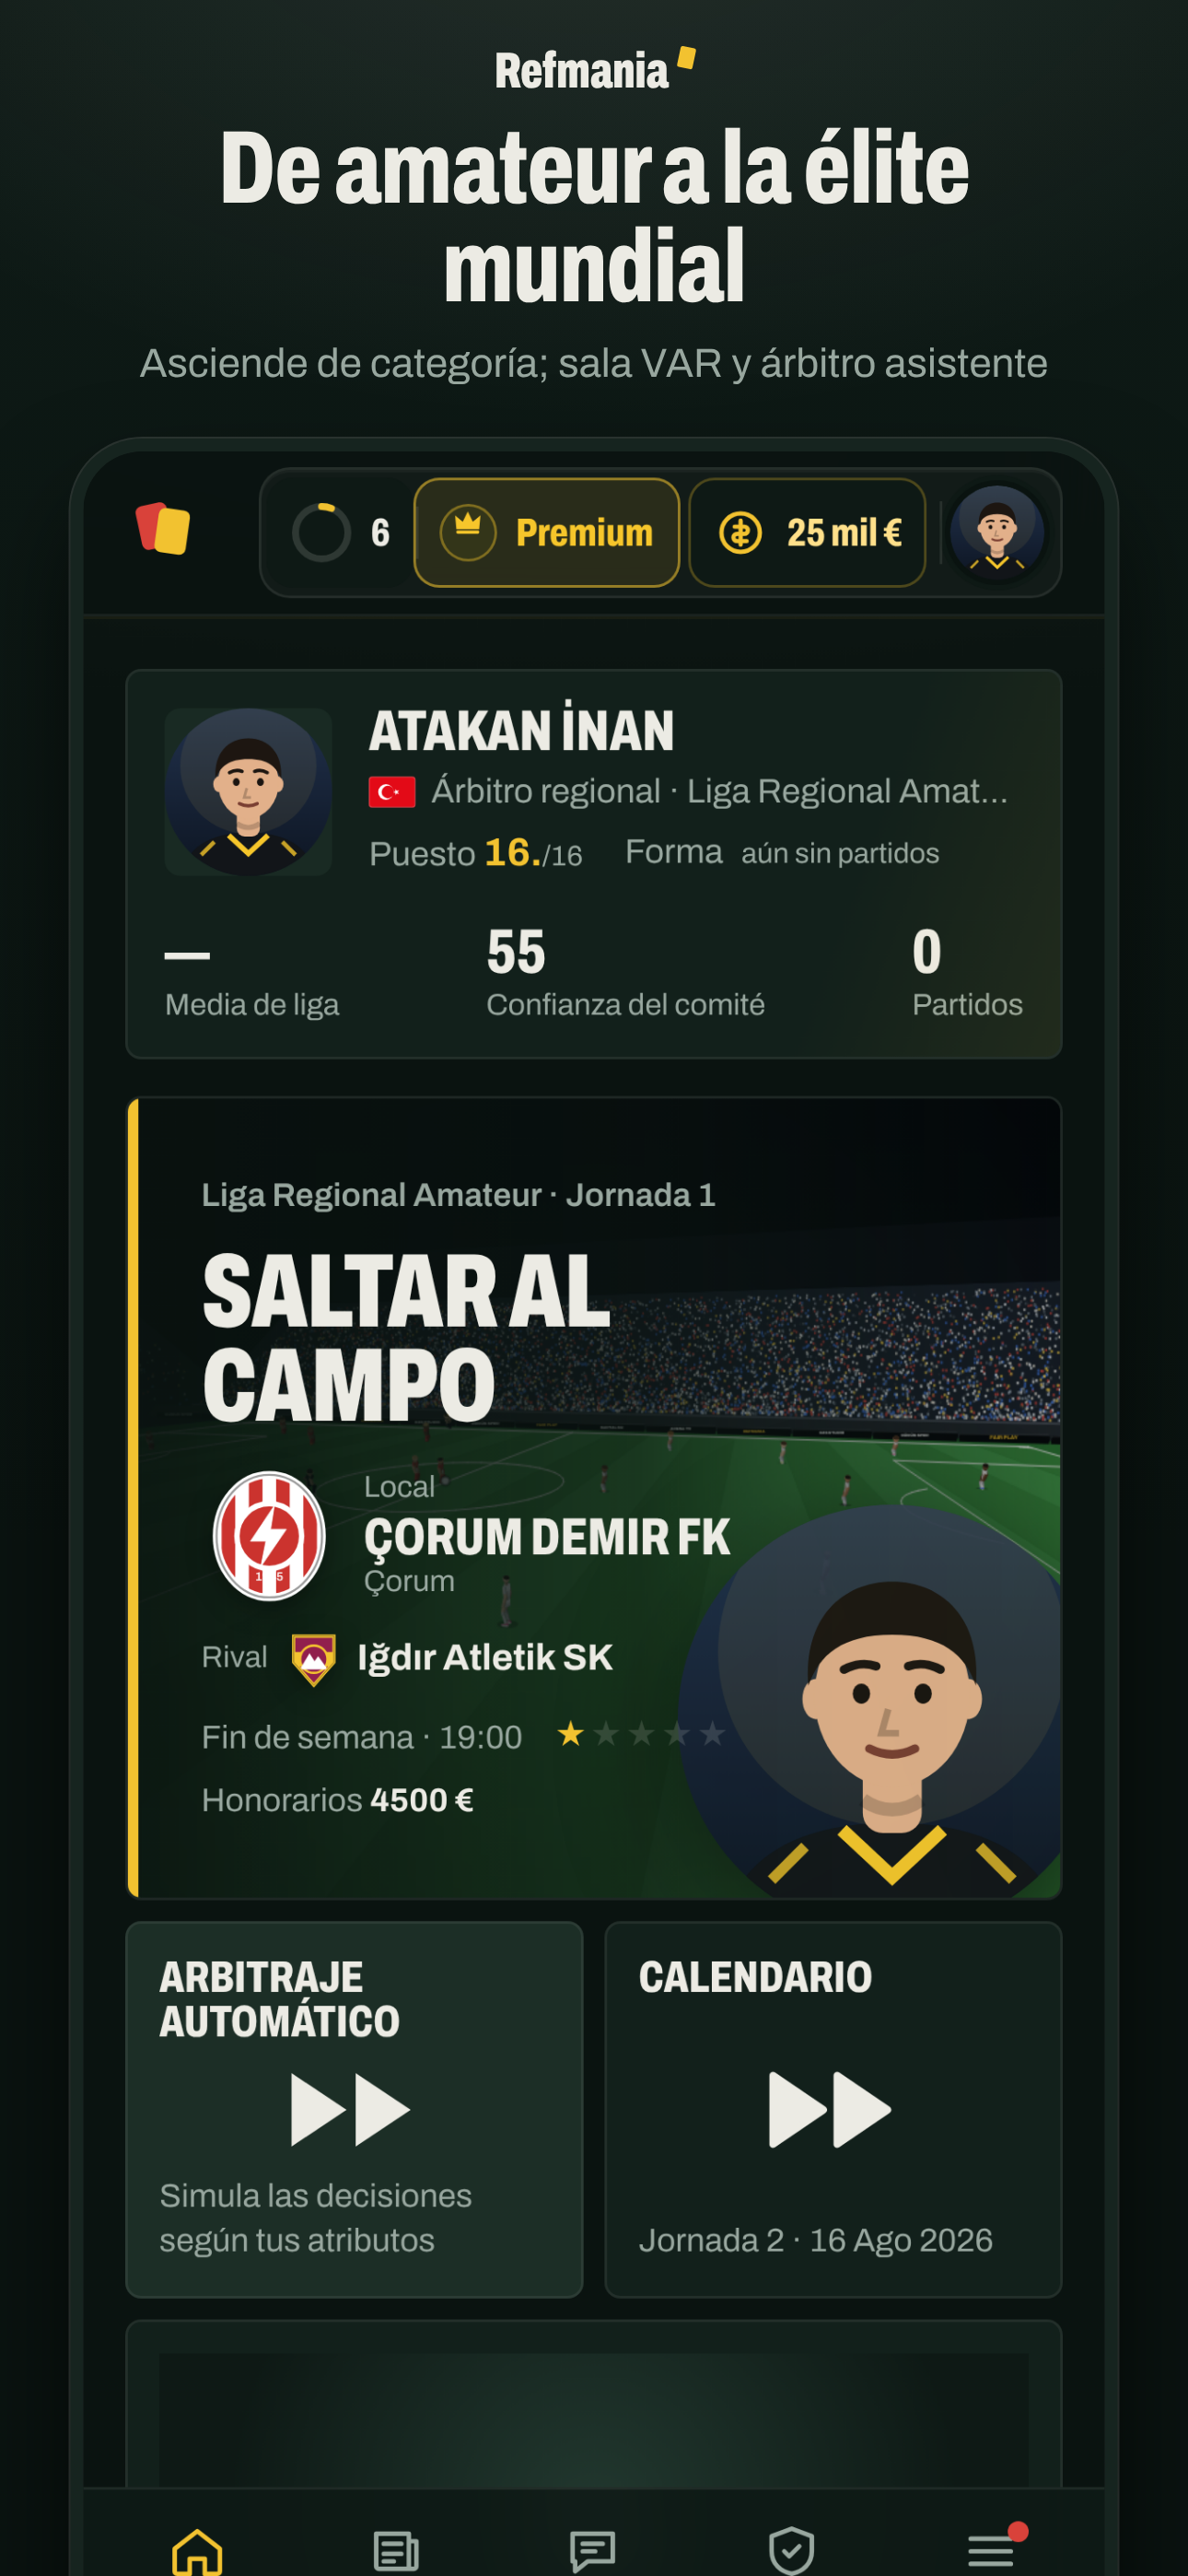 Refmania
De amateur a la élite
mundial
Asciende de categoría; sala VAR y árbitro asistente
6
Premium
25 mil €
ATAKAN İNAN
Árbitro regional · Liga Regional Amat...
Puesto 16./16
Forma aún sin partidos
—
55
0
Media de liga
Confianza del comité
Partidos
Liga Regional Amateur · Jornada 1
SALTAR AL
CAMPO
Local
ÇORUM DEMIR FK
Çorum
Rival
Iğdır Atletik SK
Fin de semana · 19:00
Honorarios 4500 €
ARBITRAJE
AUTOMÁTICO
Simula las decisiones
según tus atributos
CALENDARIO
Jornada 2 · 16 Ago 2026